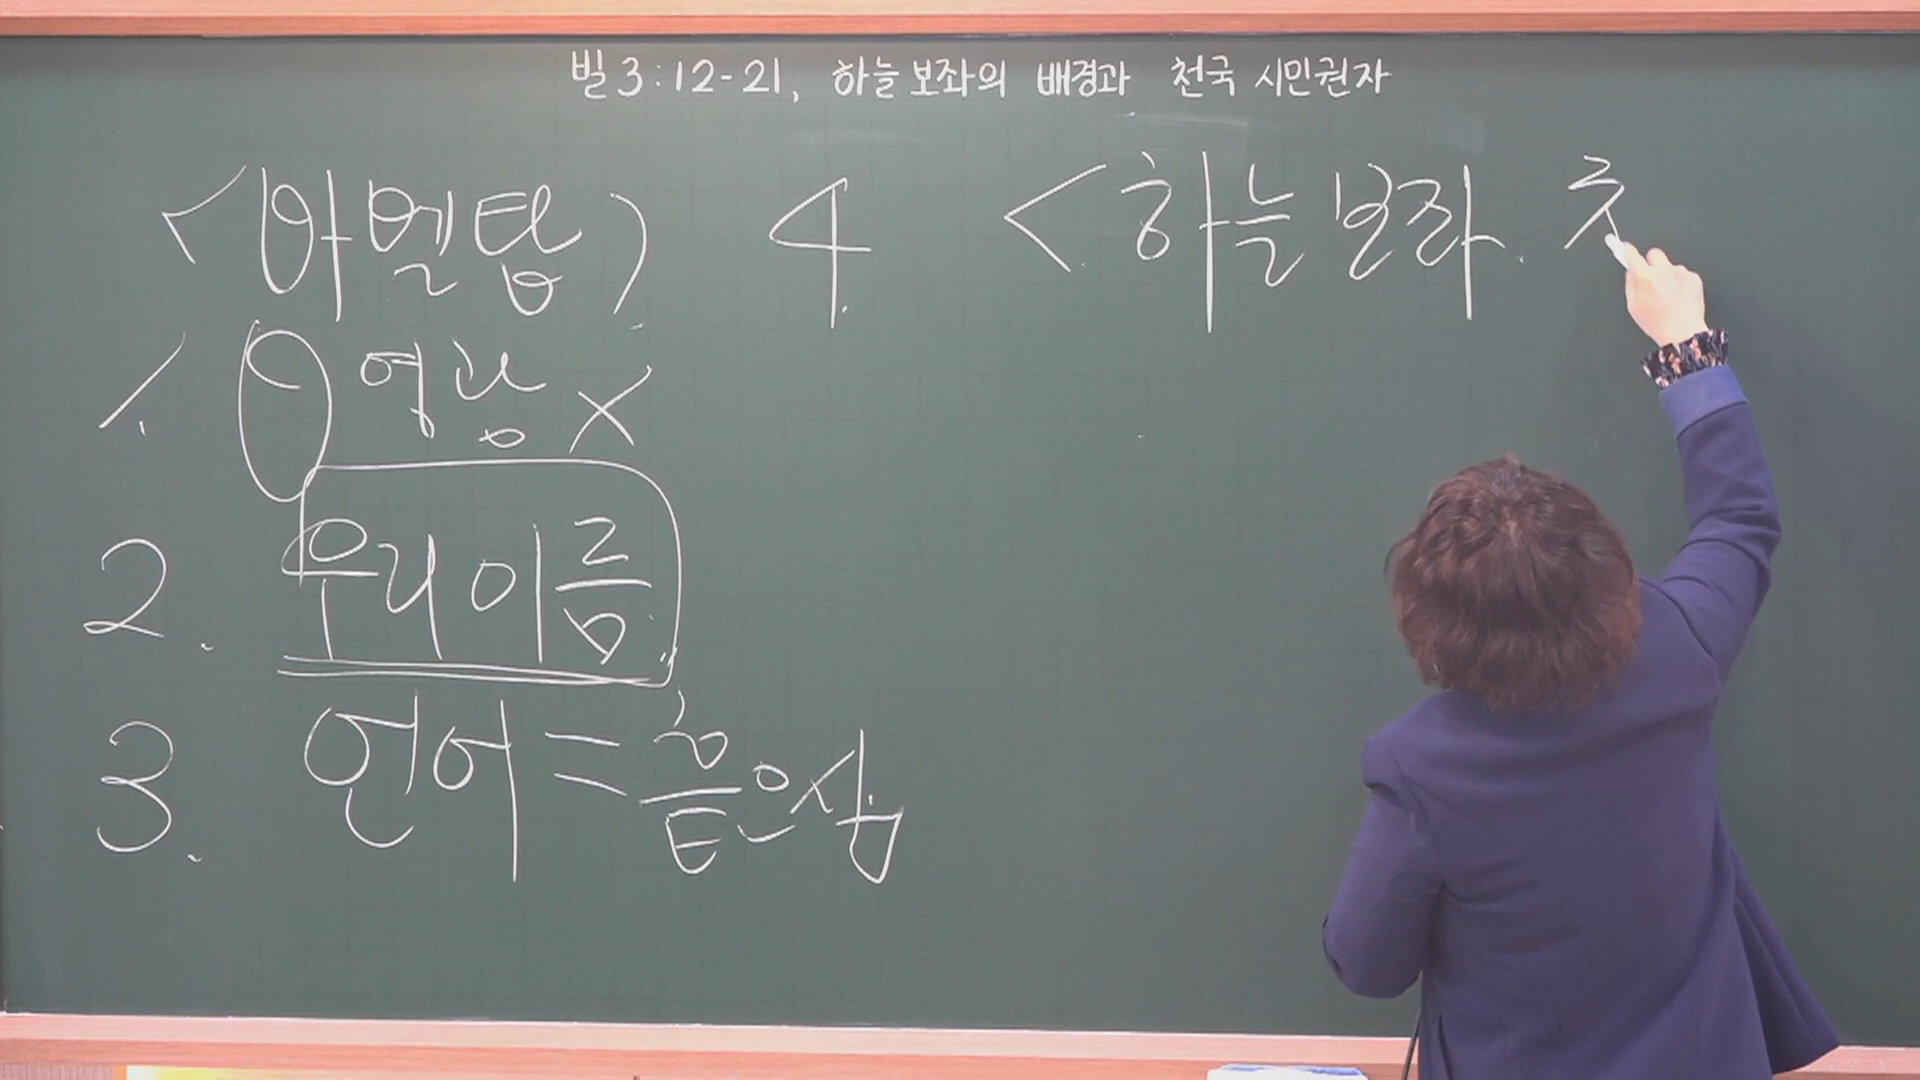 빌 3:12-21, 하늘 보좌의 배경과 천국 시민권자
<바벨탑> 4.
1. 영감 X
2. 우리 이름
3. 언어 = 흩으심
<하늘 보좌.